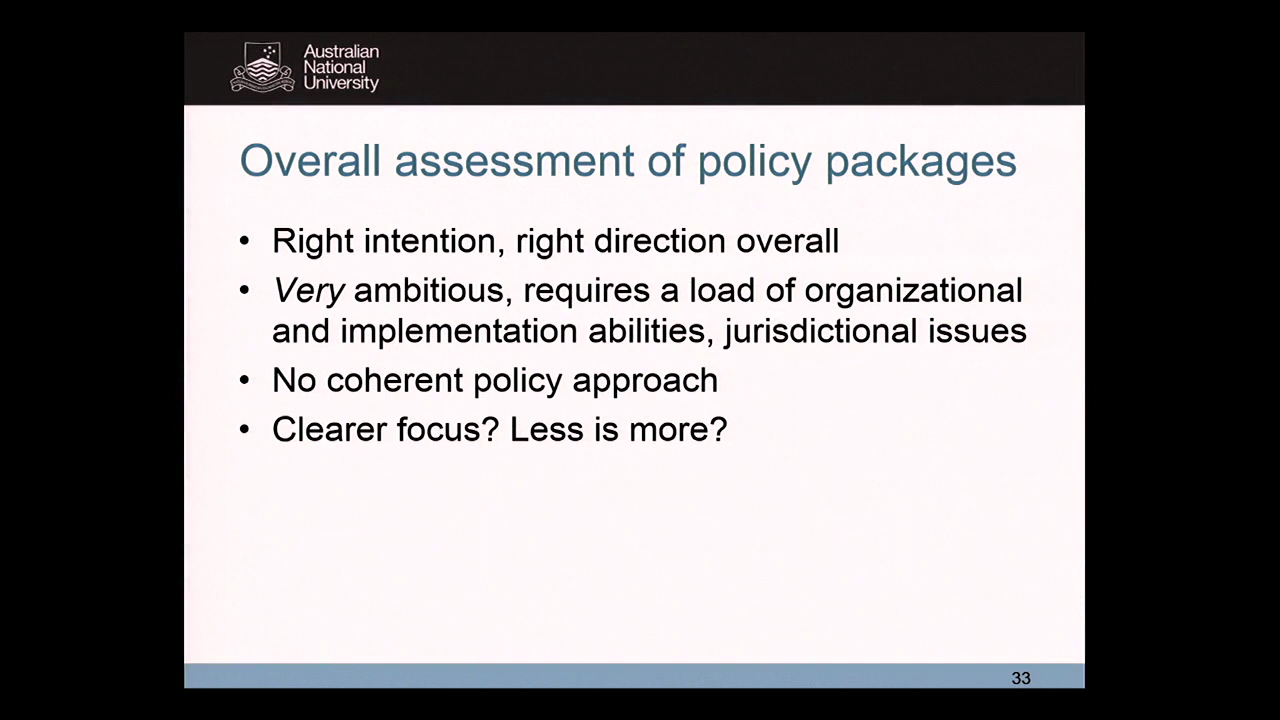 Australian
National
University
Overall assessment of policy packages
• Right intention, right direction overall
• Very ambitious, requires a load of organizational
and implementation abilities, jurisdictional issues
• No coherent policy approach
• Clearer focus? Less is more?
33